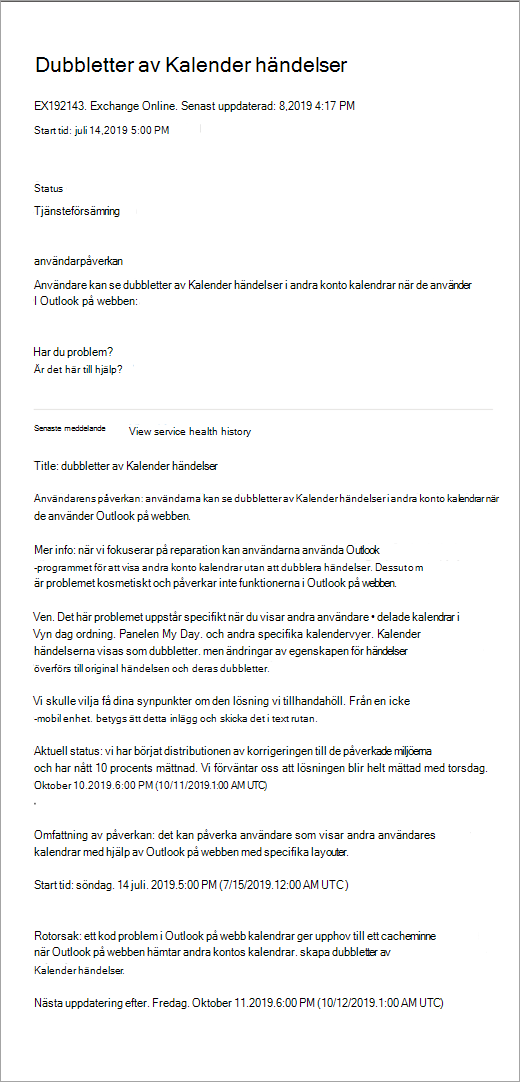 Dubbletter av Kalender händelser
EX192143. Exchange Online. Senast uppdaterad: 8,2019 4:17 PM
Start tid: juli 14,2019 5:00 PM
Status
Tjänsteförsämring
användarpåverkan
Användare kan se dubbletter av Kalender händelser i andra konto kalendrar när de använder
I Outlook på webben:
Har du problem?
Är det här till hjälp?
Senaste meddelande View service health history
Title: dubbletter av Kalender händelser
Användarens påverkan: användarna kan se dubbletter av Kalender händelser i andra konto kalendrar när
de använder Outlook på webben.
Mer info: när vi fokuserar på reparation kan användarna använda Outlook
-programmet för att visa andra konto kalendrar utan att dubblera händelser. Dessutom
är problemet kosmetiskt och påverkar inte funktionerna i Outlook på webben.
Ven. Det här problemet uppstår specifikt när du visar andra användare • delade kalendrar i
Vyn dag ordning. Panelen My Day. och andra specifika kalendervyer. Kalender
händelserna visas som dubbletter. men ändringar av egenskapen för händelser
överförs till original händelsen och deras dubbletter.
Vi skulle vilja få dina synpunkter om den lösning vi tillhandahöll. Från en icke
-mobil enhet. betygs ätt detta inlägg och skicka det i text rutan.
Aktuell status: vi har börjat distributionen av korrigeringen till de påverkade miljöerna
och har nått 10 procents mättnad. Vi förväntar oss att lösningen blir helt mättad med torsdag.
Oktober 10.2019.6:00 PM (10/11/2019.1:00 AM UTC)
.
Omfattning av påverkan: det kan påverka användare som visar andra användares
kalendrar med hjälp av Outlook på webben med specifika layouter.
Start tid: söndag. 14 juli. 2019.5:00 PM (7/15/2019.12:00 AM UTC)
Rotorsak: ett kod problem i Outlook på webb kalendrar ger upphov till ett cacheminne
när Outlook på webben hämtar andra kontos kalendrar. skapa dubbletter av
Kalender händelser.
Nästa uppdatering efter. Fredag. Oktober 11.2019.6:00 PM (10/12/2019.1:00 AM UTC)